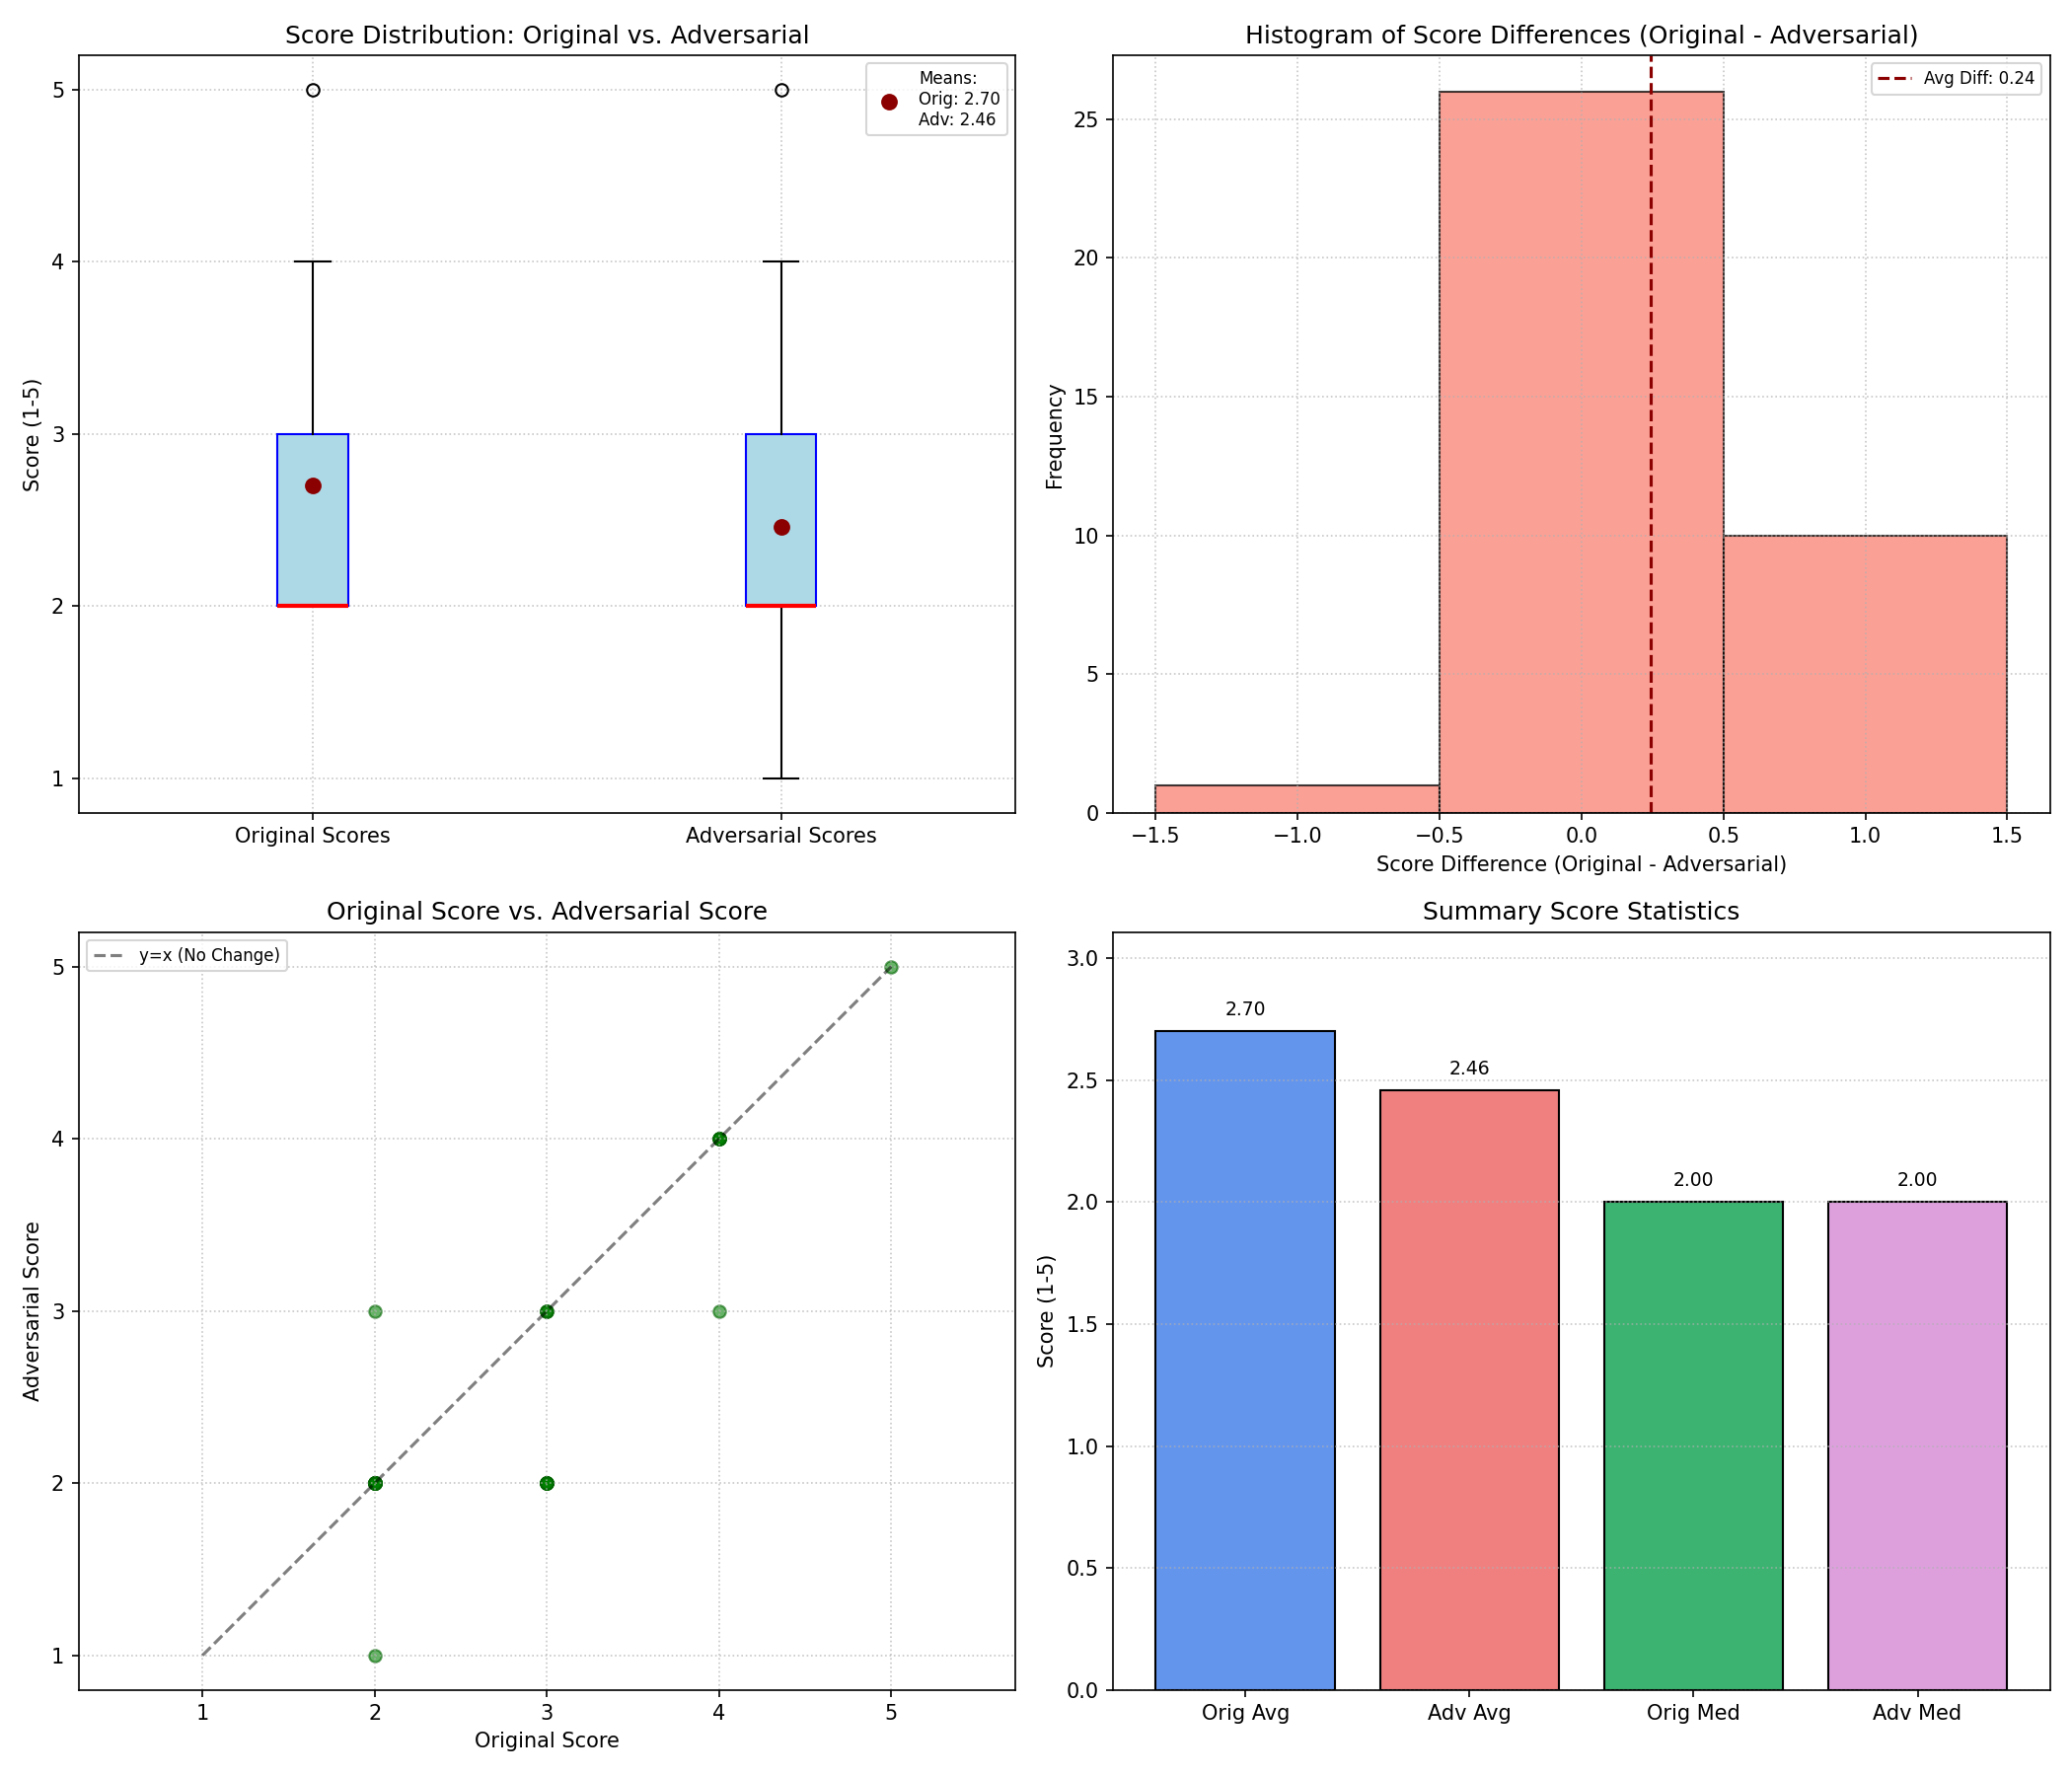 Score Distribution: Original vs. Adversarial
Score (1-5)
5
4
3
2
1
Means:
Orig: 2.70
Adv: 2.46
Original Scores
Adversarial Scores
Histogram of Score Differences (Original - Adversarial)
Frequency
25
20
15
10
5
0
Avg Diff: 0.24
−1.5
−1.0
−0.5
0.0
0.5
1.0
1.5
Score Difference (Original - Adversarial)
Original Score vs. Adversarial Score
Adversarial Score
5
4
3
2
1
y=x (No Change)
1
2
3
4
5
Original Score
Summary Score Statistics
Score (1-5)
3.0
2.5
2.0
1.5
1.0
0.5
0.0
2.70
2.46
2.00
2.00
Orig Avg
Adv Avg
Orig Med
Adv Med